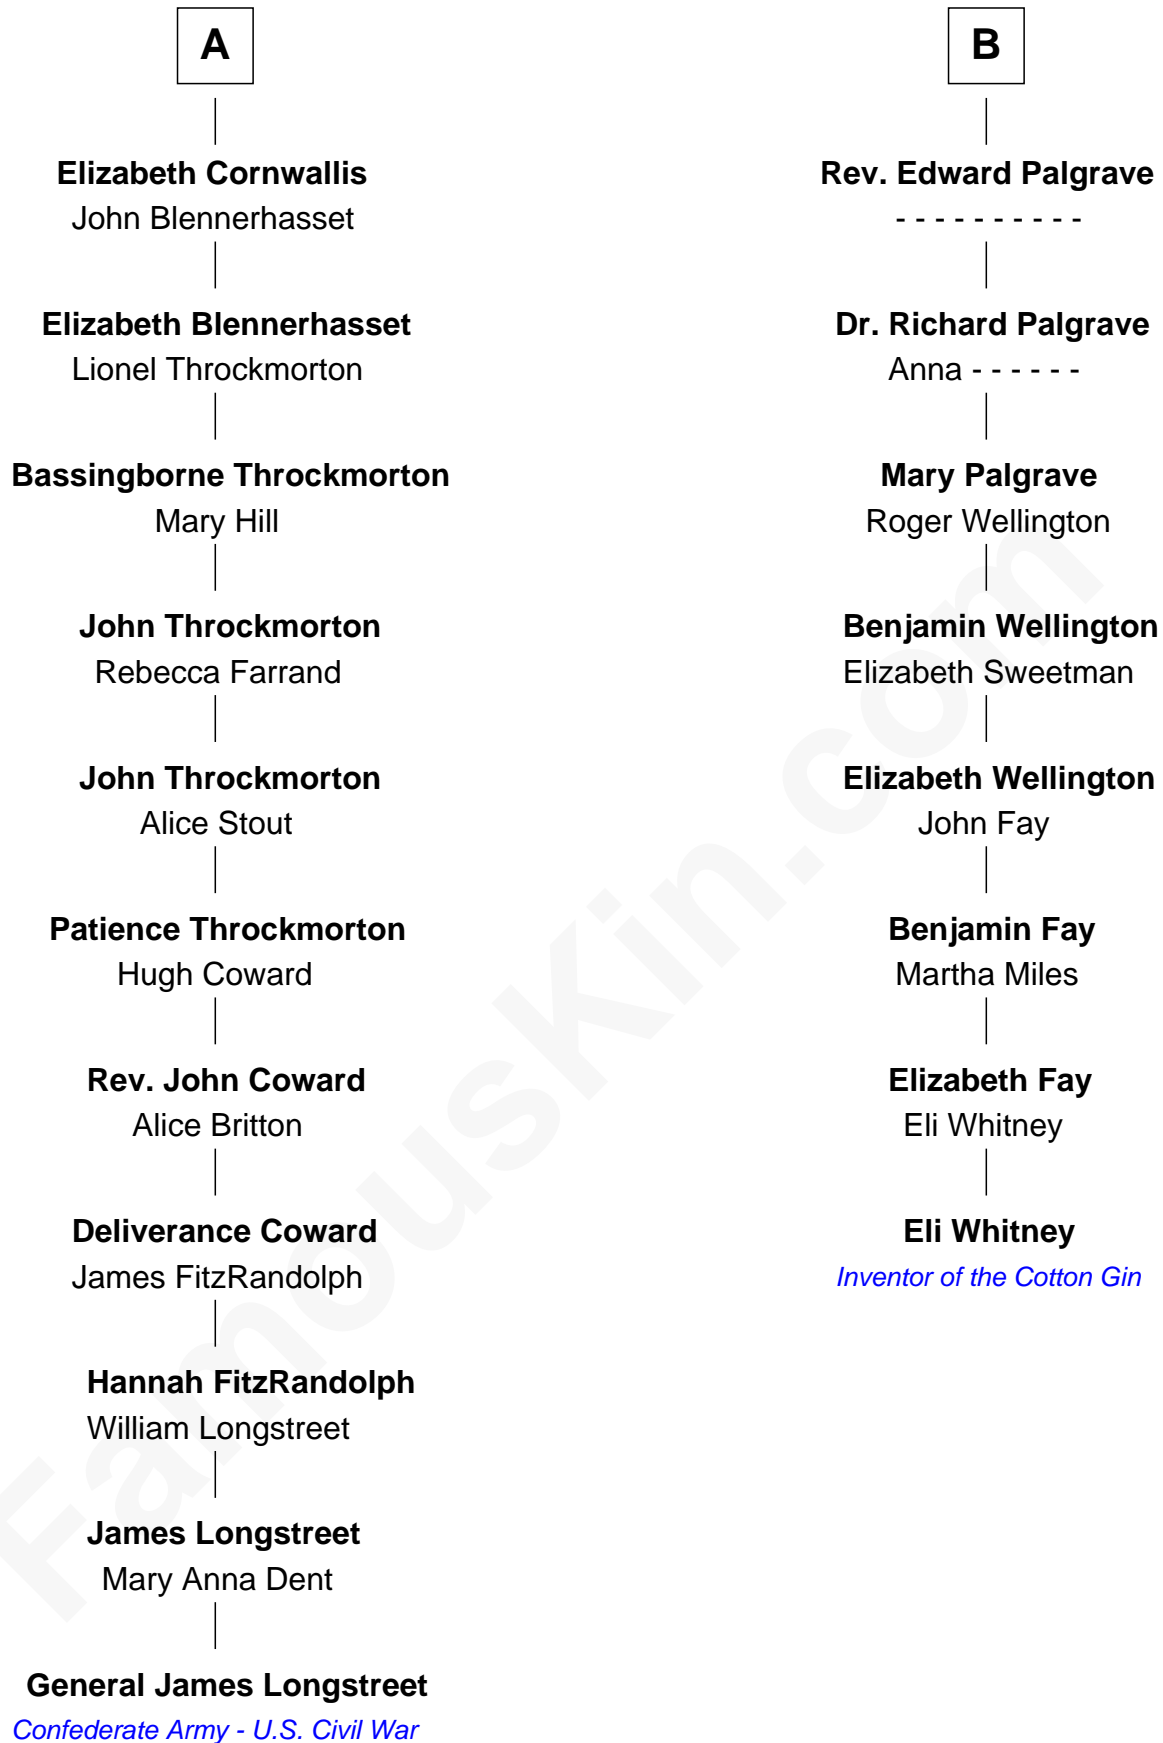 A
Elizabeth Cornwallis
John Blennerhasset
Elizabeth Blennerhasset
Lionel Throckmorton
Bassingborne Throckmorton
Mary Hill
John Throckmorton
Rebecca Farrand
John Throckmorton
Alice Stout
Patience Throckmorton
Hugh Coward
Rev. John Coward
Alice Britton
Deliverance Coward
James FitzRandolph
Hannah FitzRandolph
William Longstreet
James Longstreet
Mary Anna Dent
General James Longstreet
Confederate Army - U.S. Civil War
B
Rev. Edward Palgrave
- - - - - - - - - -
Dr. Richard Palgrave
Anna - - - - - -
Mary Palgrave
Roger Wellington
Benjamin Wellington
Elizabeth Sweetman
Elizabeth Wellington
John Fay
Benjamin Fay
Martha Miles
Elizabeth Fay
Eli Whitney
Eli Whitney
Inventor of the Cotton Gin
FamousKin.com